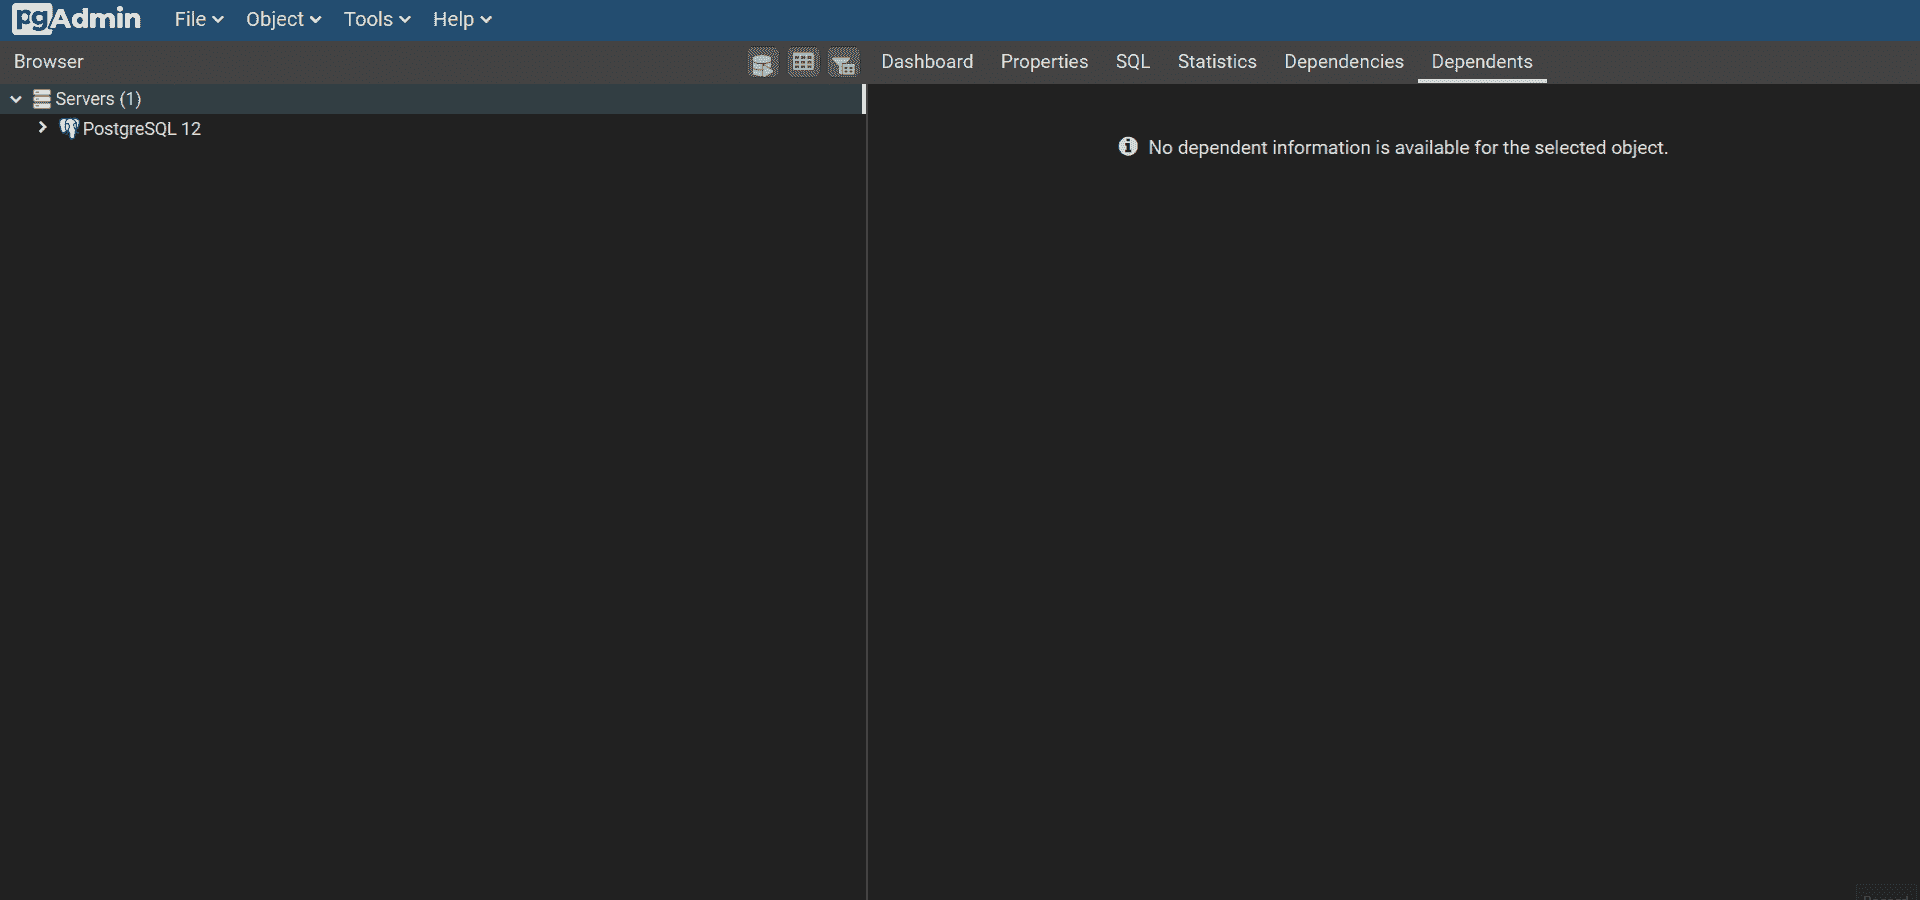 pgAdmin File Object Tools Help
Browser Dashboard Properties SQL Statistics Dependencies Dependents
Servers (1)
PostgreSQL 12
No dependent information is available for the selected object.